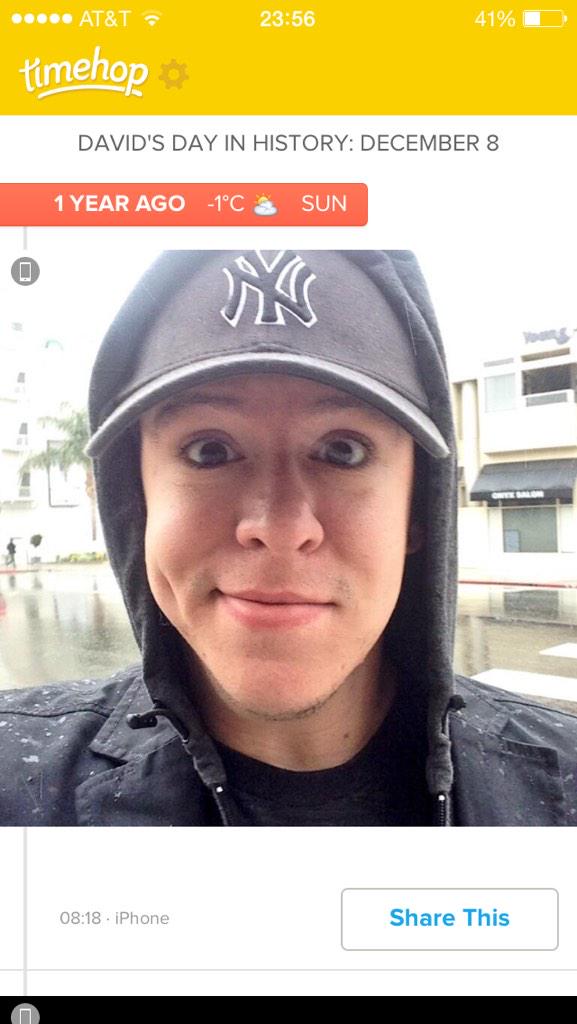 AT&T 23:56 41%
timehop
DAVID'S DAY IN HISTORY: DECEMBER 8
1 YEAR AGO -1°C SUN
NY
ONYX SALON
08:18 · iPhone
Share This